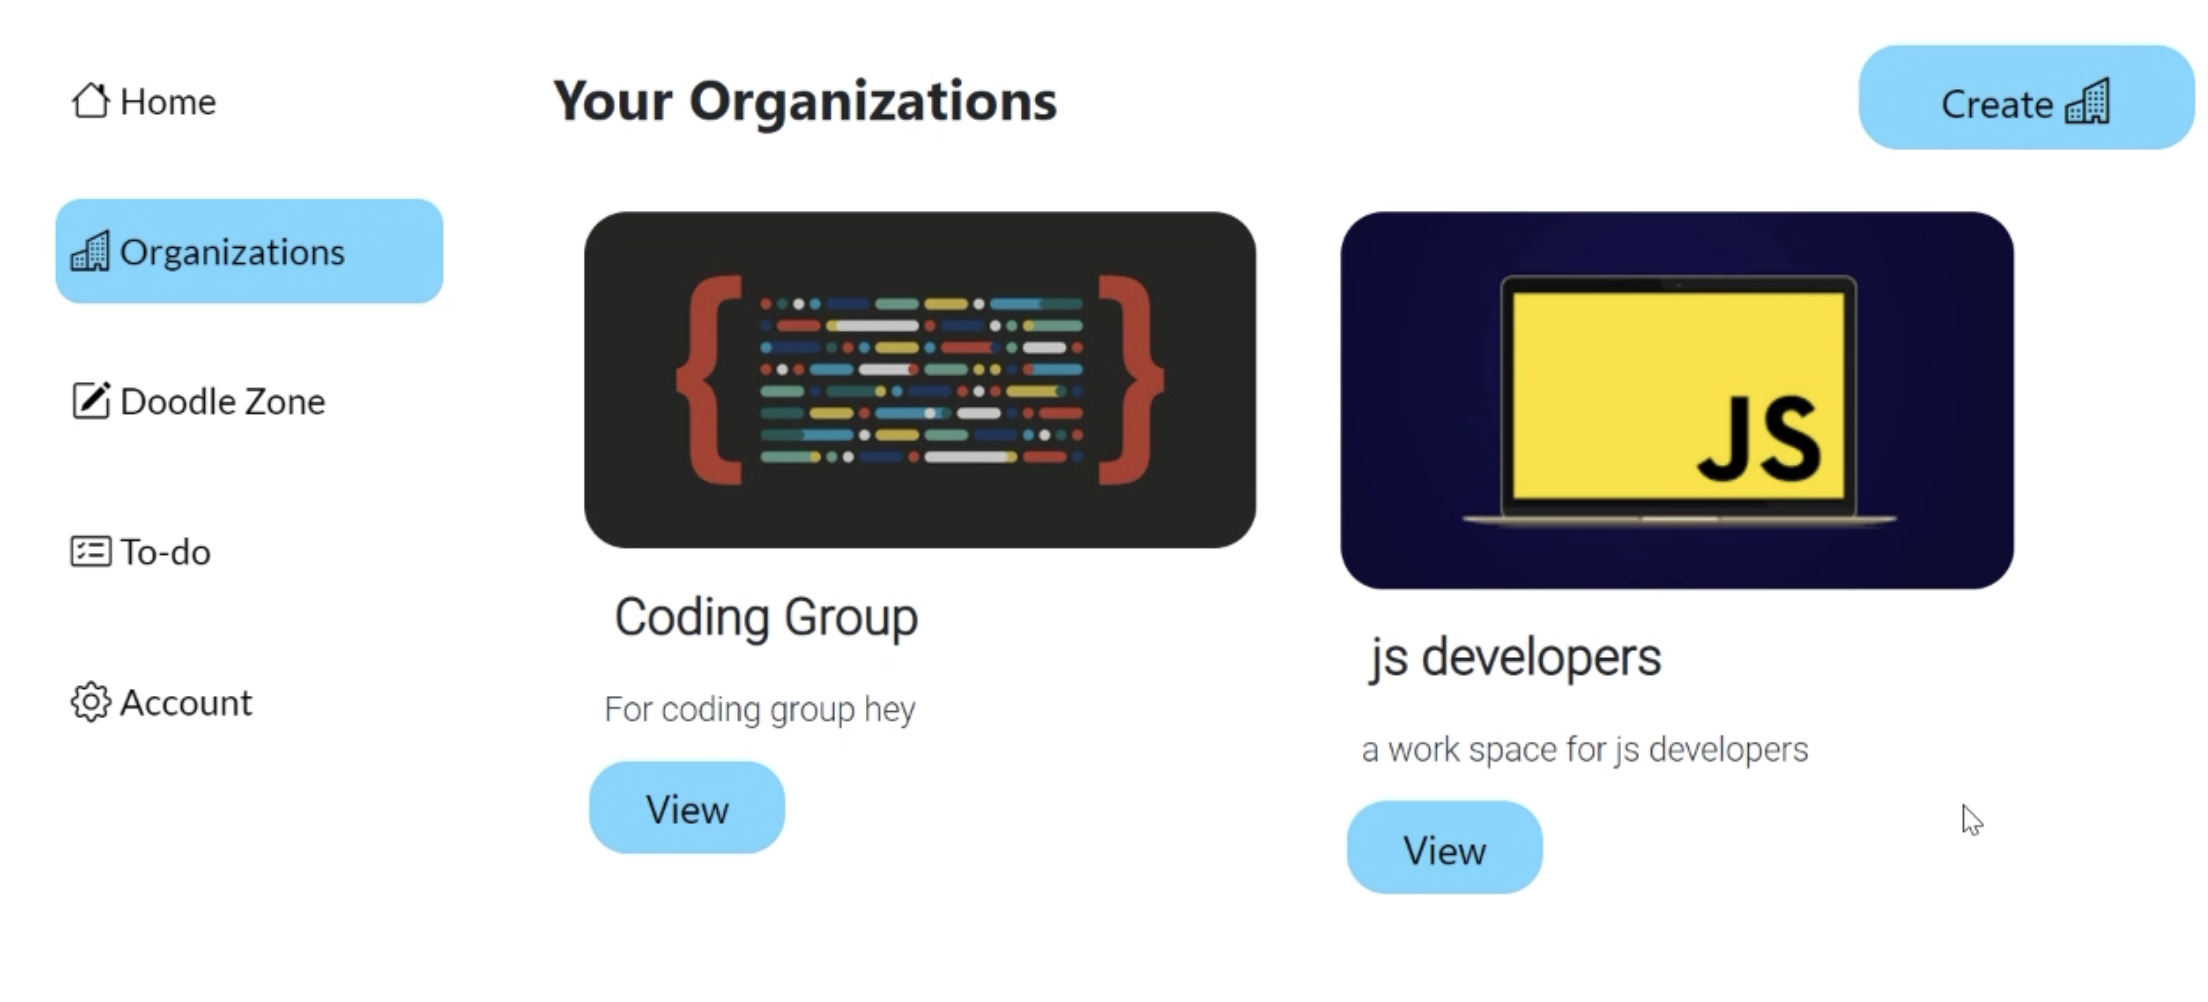 Home
Organizations
Doodle Zone
To-do
Account
Your Organizations
Create
Coding Group
For coding group hey
View
JS
js developers
a work space for js developers
View